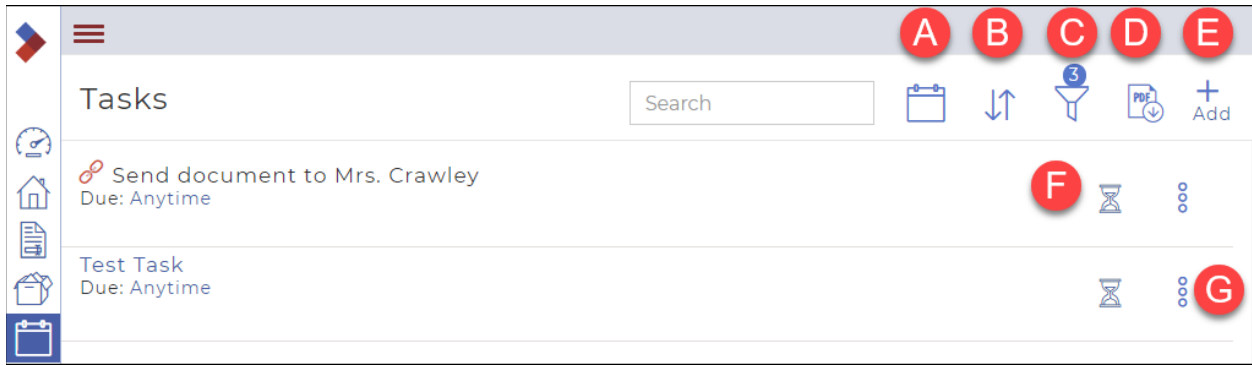 A B C D E
3
Tasks
Search
PDF
Add
Send document to Mrs. Crawley
Due: Anytime
F
Test Task
Due: Anytime
G